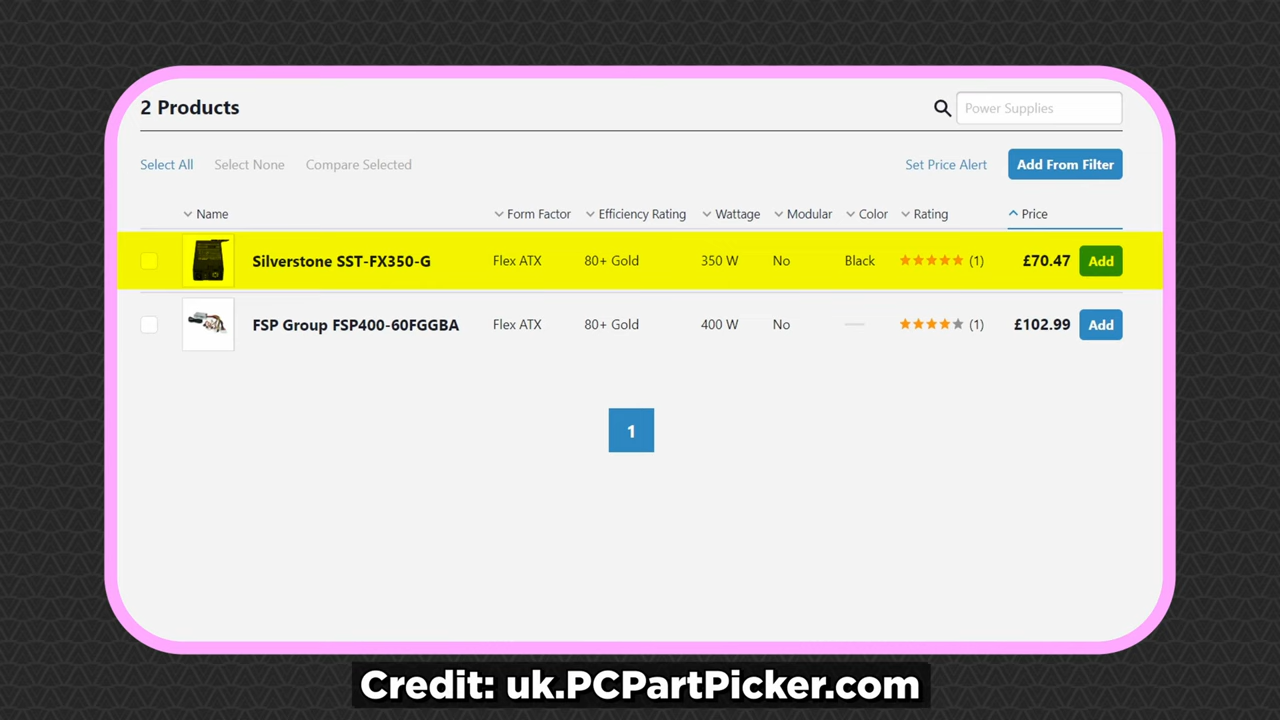 2 Products
Power Supplies
Select All Select None Compare Selected Set Price Alert Add From Filter
Name Form Factor Efficiency Rating Wattage Modular Color Rating Price
Silverstone SST-FX350-G Flex ATX 80+ Gold 350 W No Black (1) £70.47 Add
FSP Group FSP400-60FGGBA Flex ATX 80+ Gold 400 W No (1) £102.99 Add
1
Credit: uk.PCPartPicker.com